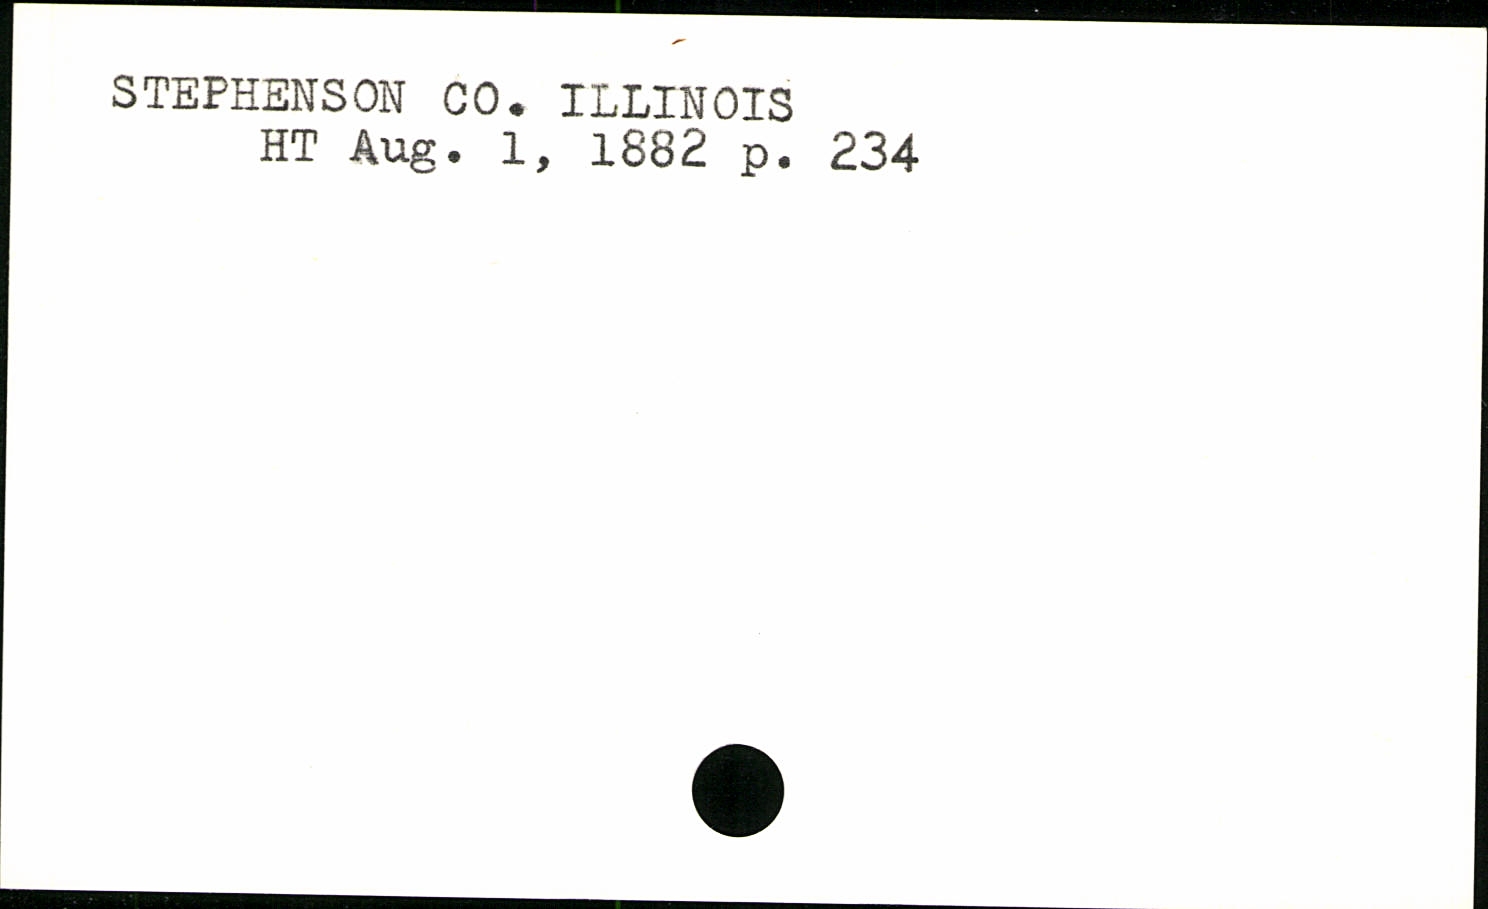 STEPHENSON CO. ILLINOIS
HT Aug. 1, 1882 p. 234